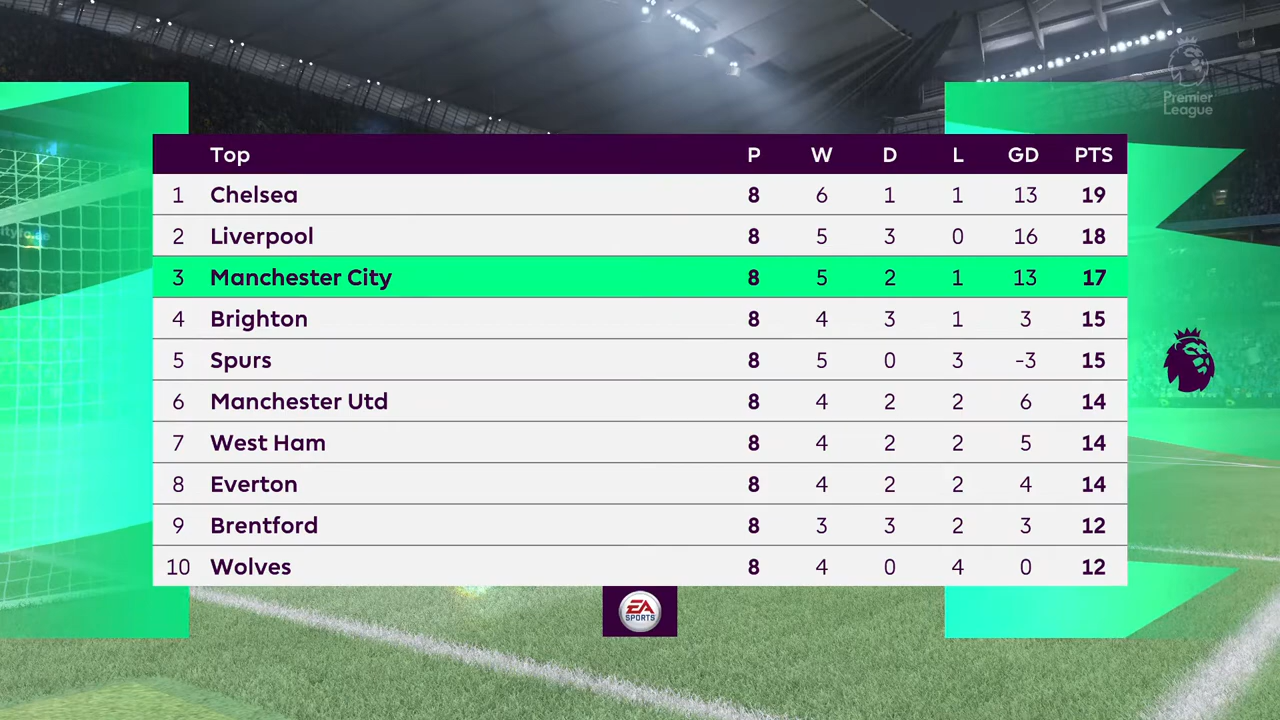 Premier
League
Top P W D L GD PTS
1 Chelsea 8 6 1 1 13 19
2 Liverpool 8 5 3 0 16 18
3 Manchester City 8 5 2 1 13 17
4 Brighton 8 4 3 1 3 15
5 Spurs 8 5 0 3 -3 15
6 Manchester Utd 8 4 2 2 6 14
7 West Ham 8 4 2 2 5 14
8 Everton 8 4 2 2 4 14
9 Brentford 8 3 3 2 3 12
10 Wolves 8 4 0 4 0 12
EA
SPORTS